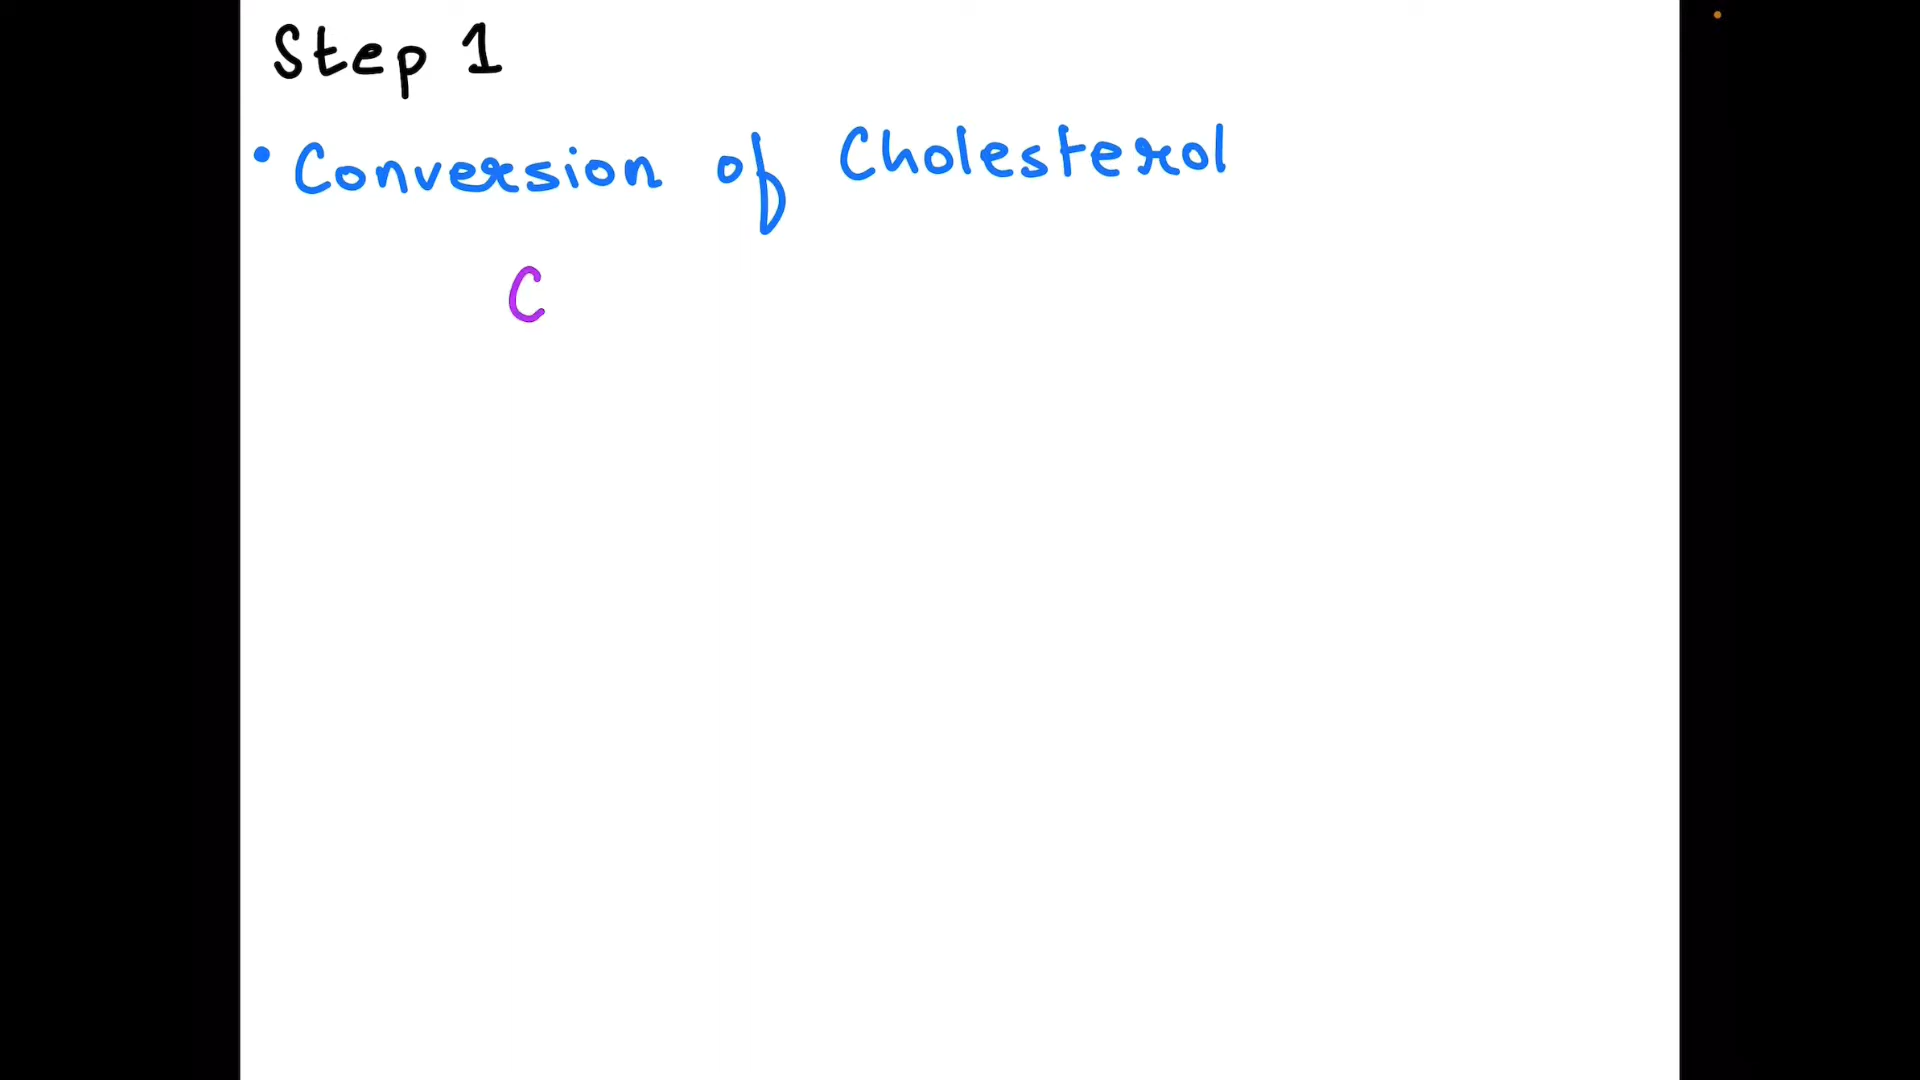 Step 1
• Conversion of Cholesterol
C